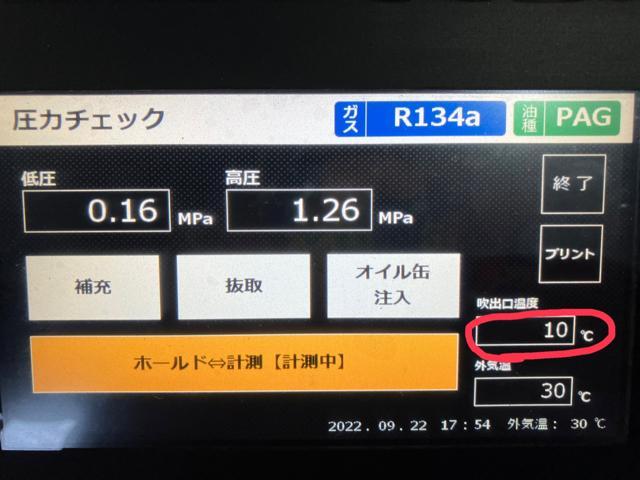 圧力チェック
ガス R134a 油種 PAG
低圧 高圧
0.16 MPa 1.26 MPa
終了
補充 抜取 オイル缶
注入
プリント
吹出口温度
10 ℃
ホールド⇔計測【計測中】
外気温
30 ℃
2022．09．22 17：54 外気温： 30 ℃